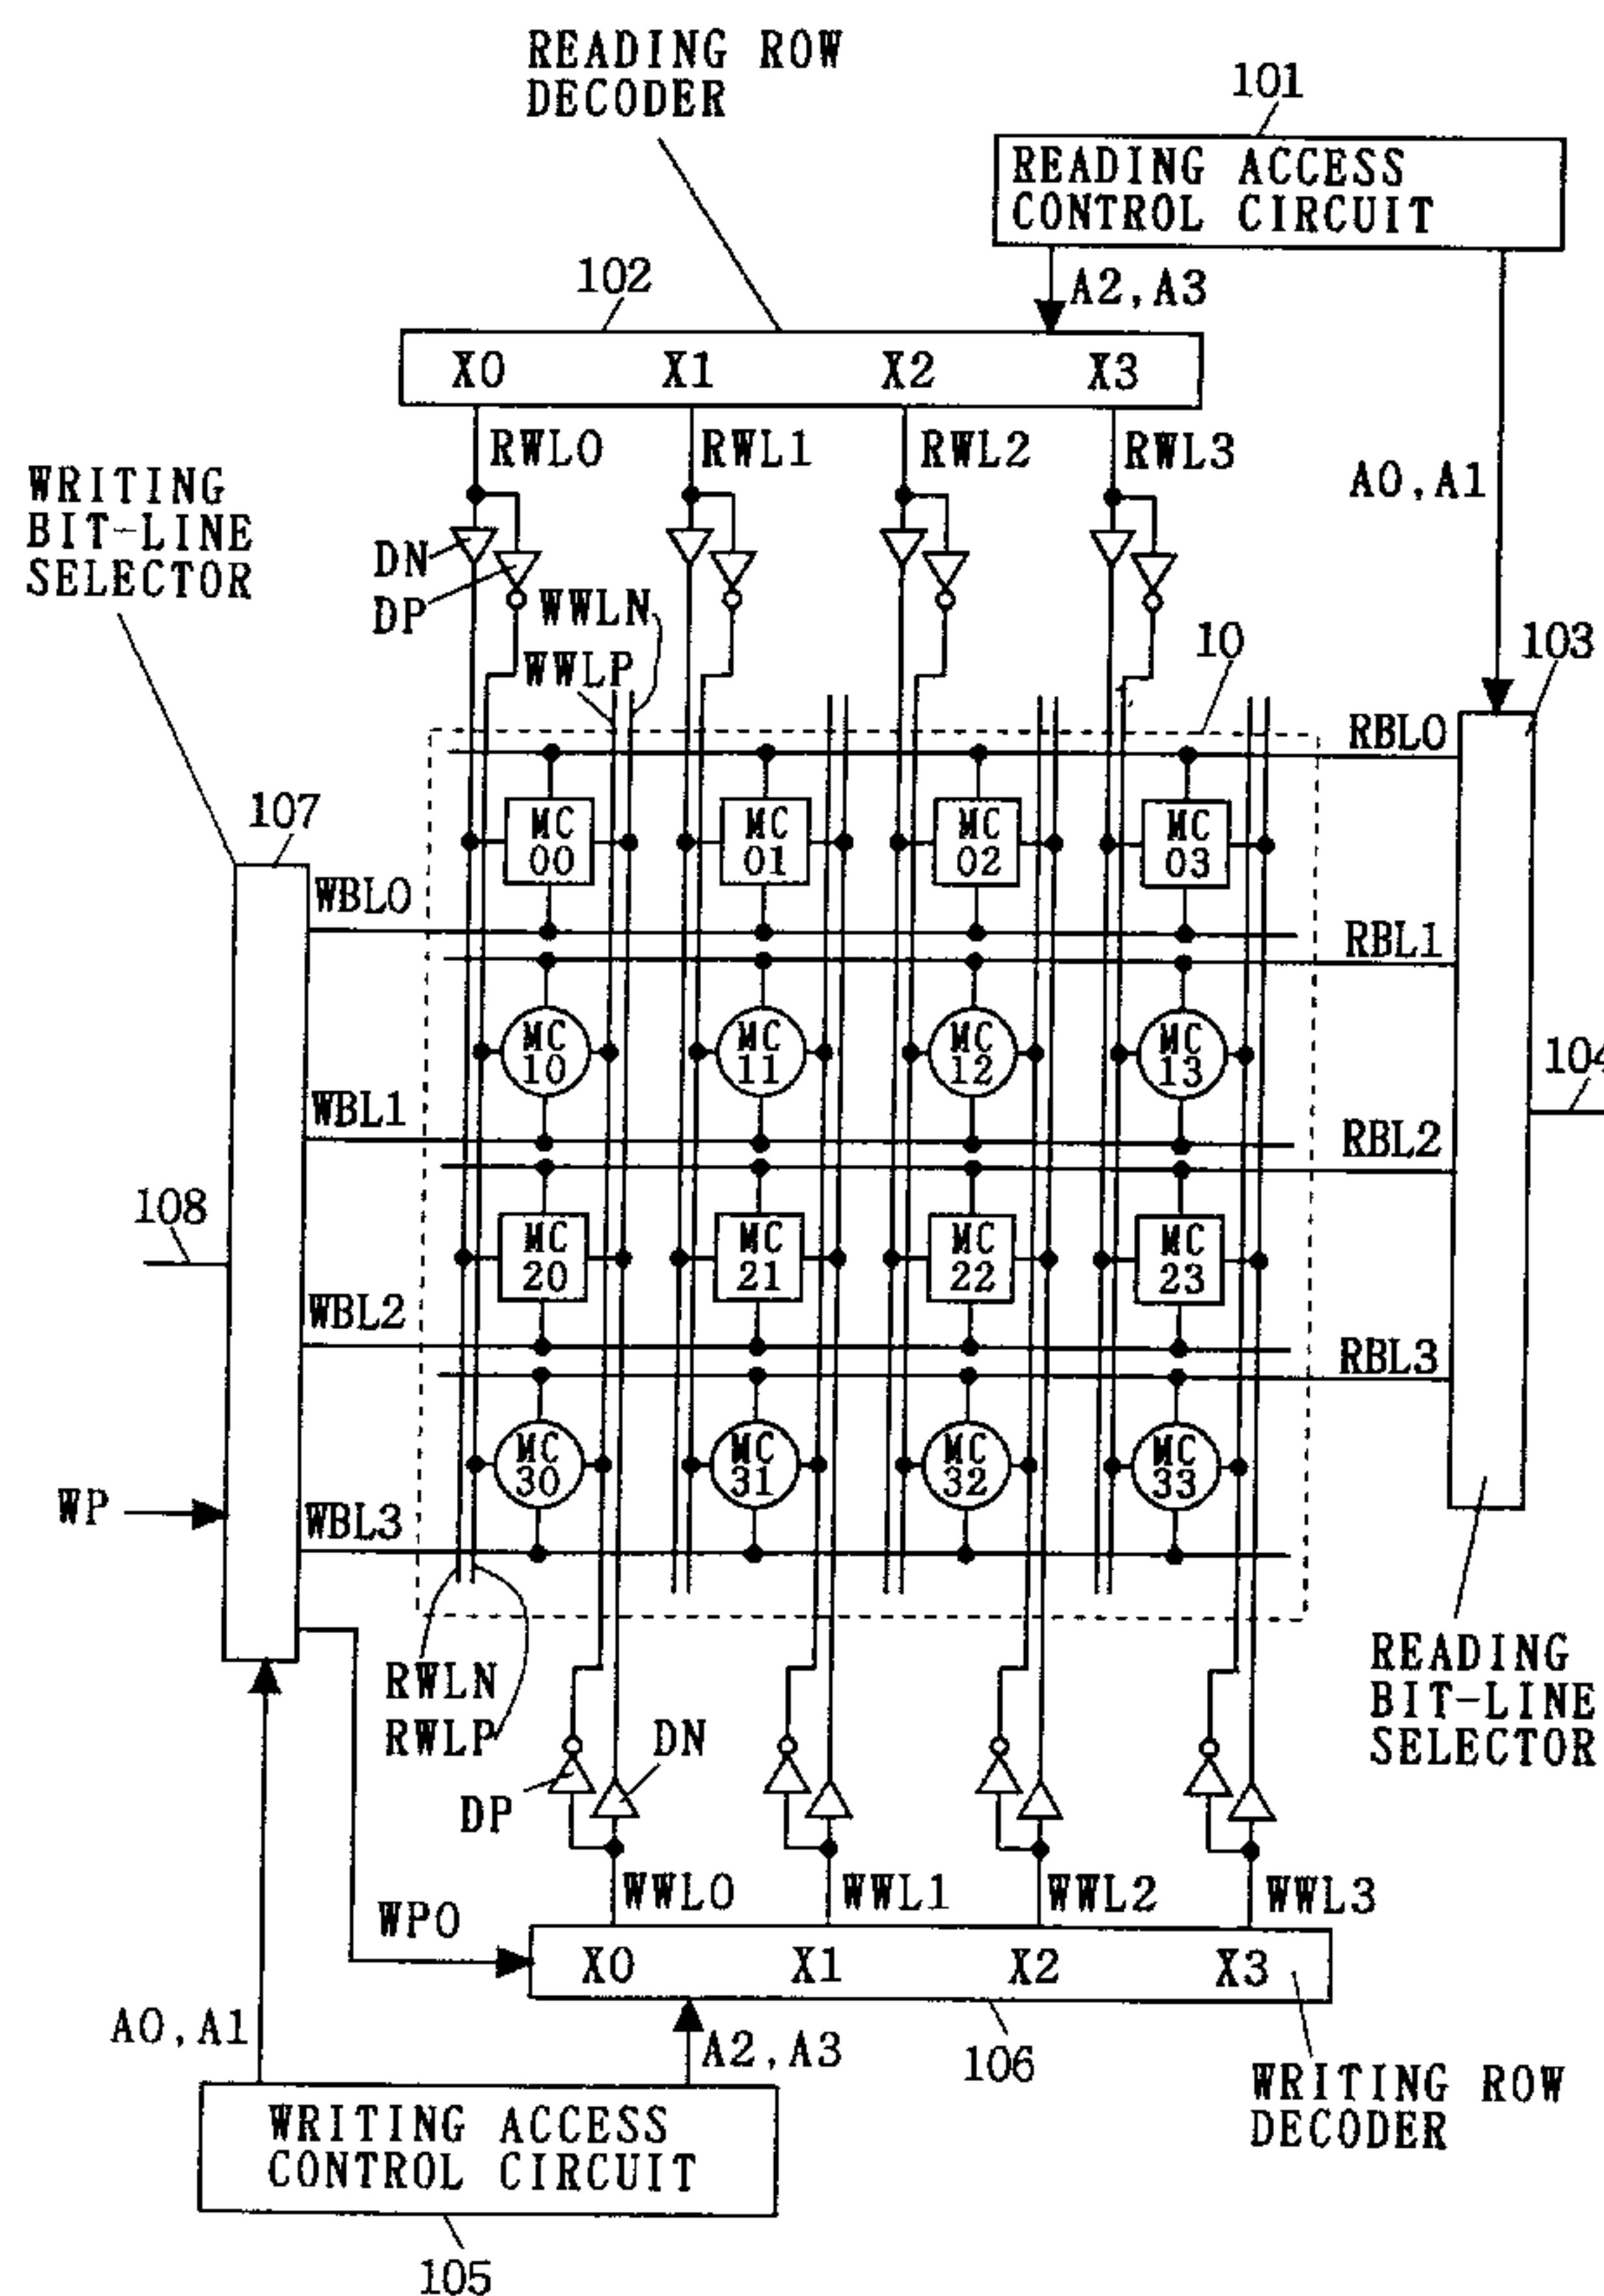 READING ROW
DECODER
101
READING ACCESS
CONTROL CIRCUIT
102
A2,A3
X0 X1 X2 X3
RWL0 RWL1 RWL2 RWL3
A0,A1
WRITING
BIT-LINE
SELECTOR
DN
DP
WWLN
WWLP
10
103
RBL0
107
MC
00
MC
01
MC
02
MC
03
WBL0
RBL1
MC
10
MC
11
MC
12
MC
13
104
WBL1
RBL2
108
MC
20
MC
21
MC
22
MC
23
WBL2
RBL3
MC
30
MC
31
MC
32
MC
33
WP
WBL3
RWLN
RWLP
DN
DP
READING
BIT-LINE
SELECTOR
WWL0 WWL1 WWL2 WWL3
WP0
X0 X1 X2 X3
A0,A1
A2,A3
106
WRITING ROW
DECODER
WRITING ACCESS
CONTROL CIRCUIT
105